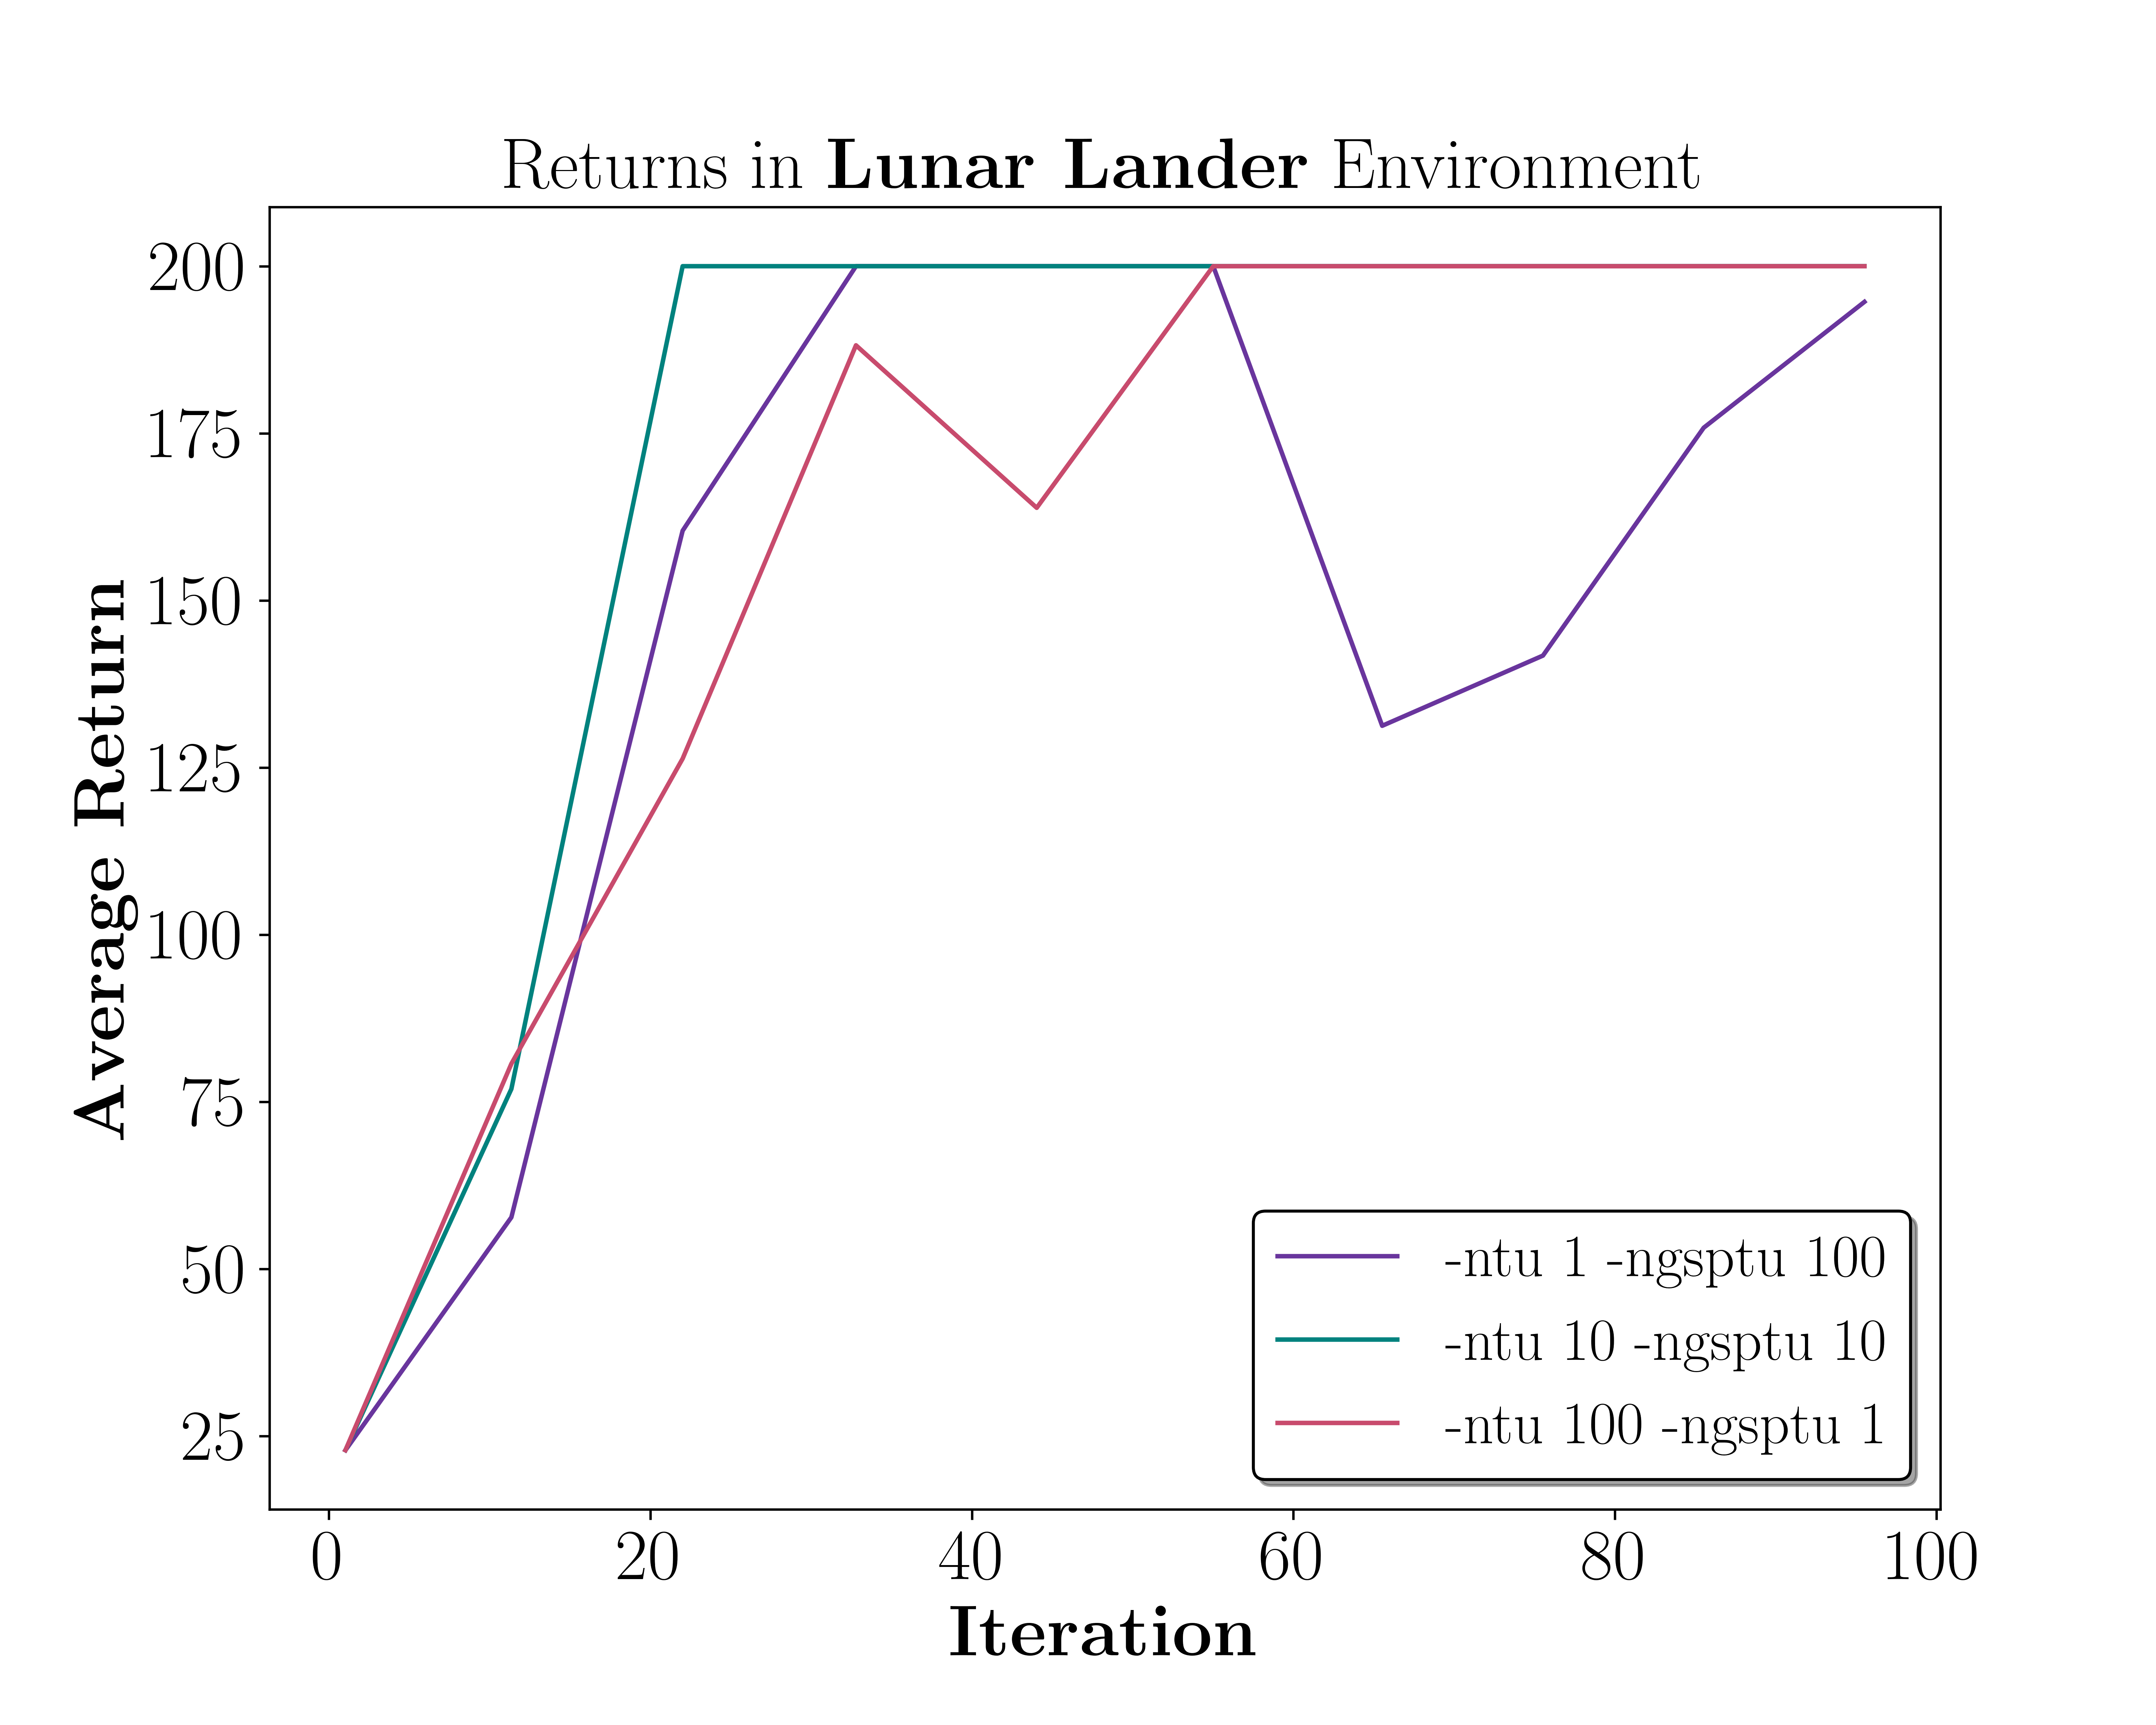 Returns in Lunar Lander Environment
Average Return
200
175
150
125
100
75
50
25
0 20 40 60 80 100
Iteration
-ntu 1 -ngsptu 100
-ntu 10 -ngsptu 10
-ntu 100 -ngsptu 1